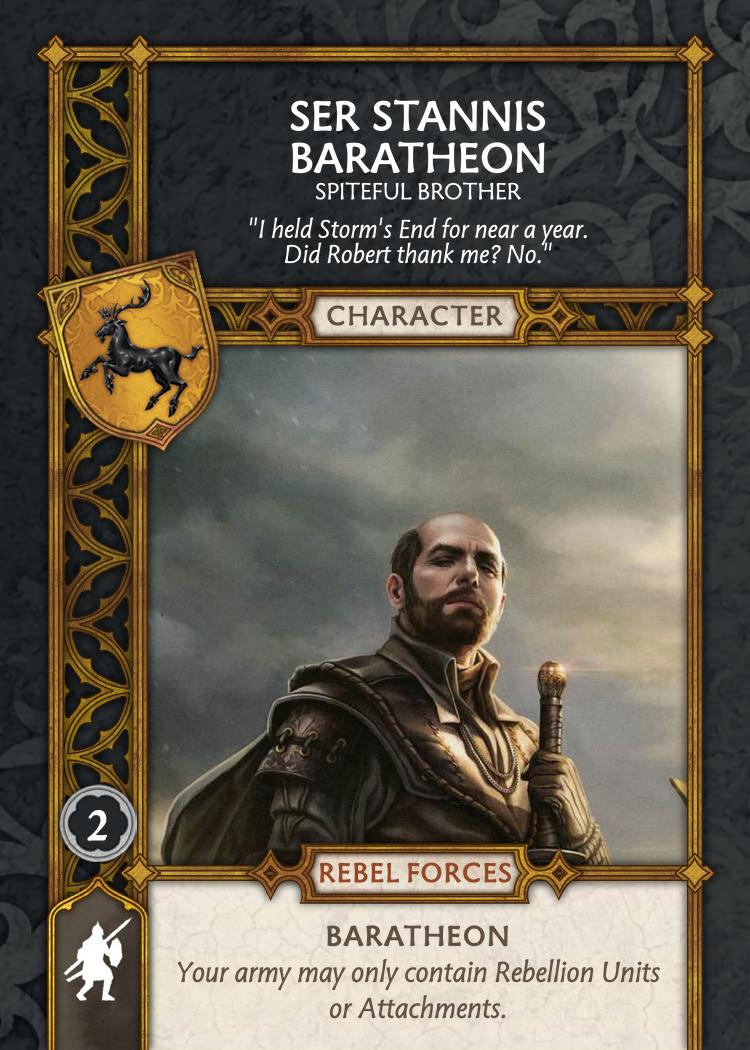 SER STANNIS
BARATHEON
SPITEFUL BROTHER
"I held Storm's End for near a year.
Did Robert thank me? No."
CHARACTER
2
REBEL FORCES
BARATHEON
Your army may only contain Rebellion Units
or Attachments.